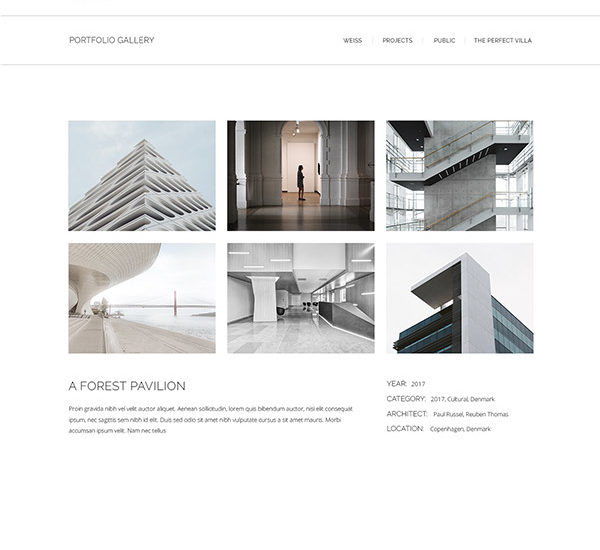 PORTFOLIO GALLERY
WEISS PROJECTS PUBLIC THE PERFECT VILLA
A FOREST PAVILION
Proin gravida nibh vel velit auctor aliquet. Aenean sollicitudin, lorem quis bibendum auctor, nisi elit consequat
ipsum, nec sagittis sem nibh id elit. Duis sed odio sit amet nibh vulputate cursus a sit amet mauris. Morbi
accumsan ipsum velit. Nam nec tellus
YEAR: 2017
CATEGORY: 2017, Cultural, Denmark
ARCHITECT: Paul Russel, Reuben Thomas
LOCATION: Copenhagen, Denmark